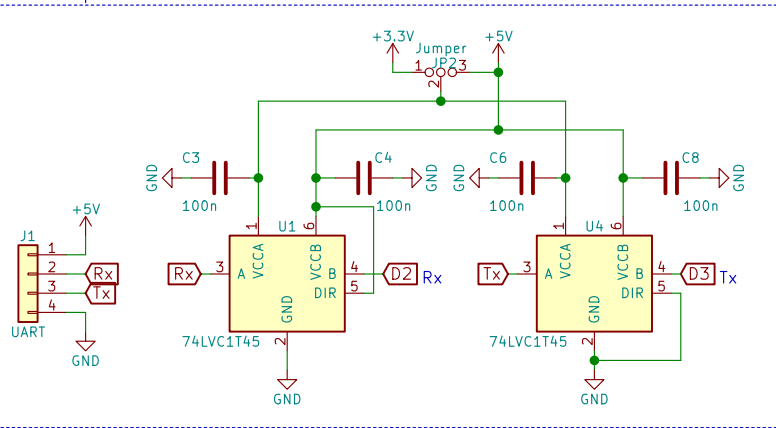 +3.3V
+5V
Jumper
JP2
1
3
2
GND
C3
100n
C4
GND
100n
GND
C6
100n
C8
GND
100n
+5V
J1
1
2
Rx
3
Tx
4
UART
GND
U1
1
6
VCCA
VCCB
Rx
3
A
B
4
D2
Rx
DIR
5
GND
74LVC1T45
2
GND
U4
1
6
VCCA
VCCB
Tx
3
A
B
4
D3
Tx
DIR
5
GND
74LVC1T45
2
GND